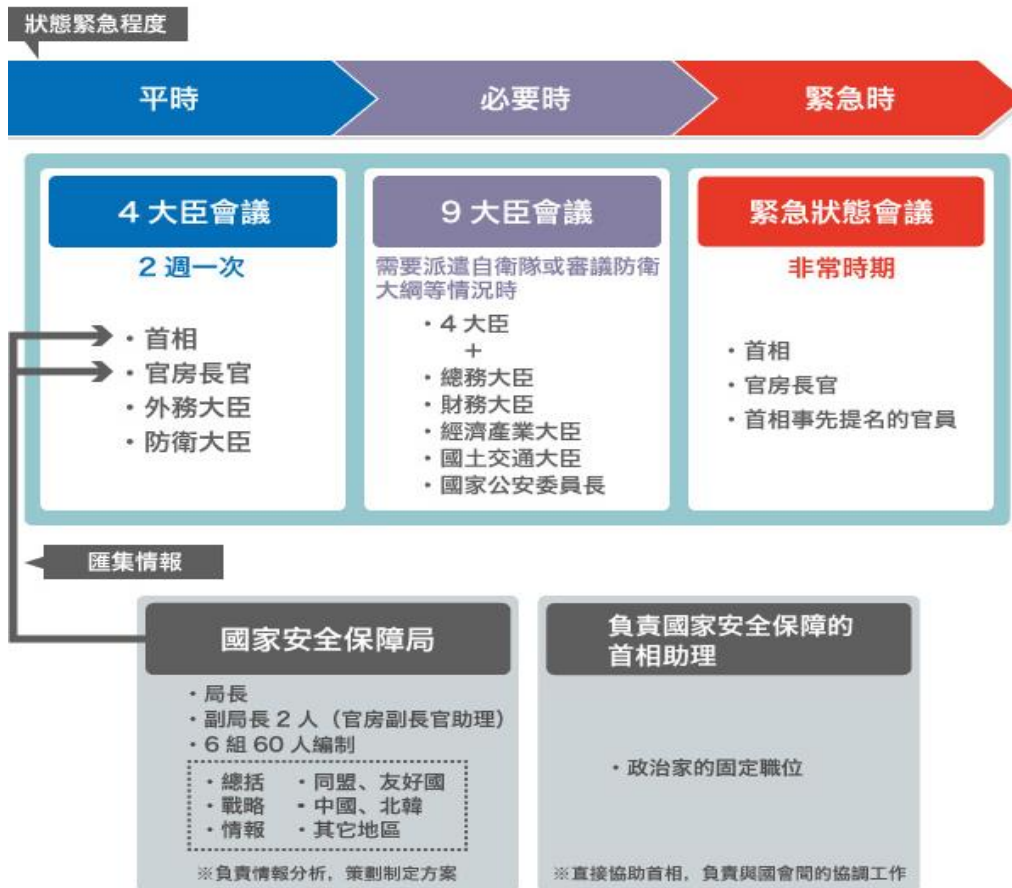 狀態緊急程度
平時
必要時
緊急時
4 大臣會議
2 週一次
・首相
・官房長官
・外務大臣
・防衛大臣
9 大臣會議
需要派遣自衛隊或審議防衛
大綱等情況時
・4 大臣
+
・總務大臣
・財務大臣
・經濟產業大臣
・國土交通大臣
・國家公安委員長
緊急狀態會議
非常時期
・首相
・官房長官
・首相事先提名的官員
匯集情報
國家安全保障局
・局長
・副局長 2 人（官房副長官助理）
・6 組 60 人編制
・總括 ・同盟、友好國
・戰略 ・中國、北韓
・情報 ・其它地區
※負責情報分析，策劃制定方案
負責國家安全保障的
首相助理
・政治家的固定職位
※直接協助首相，負責與國會間的協調工作